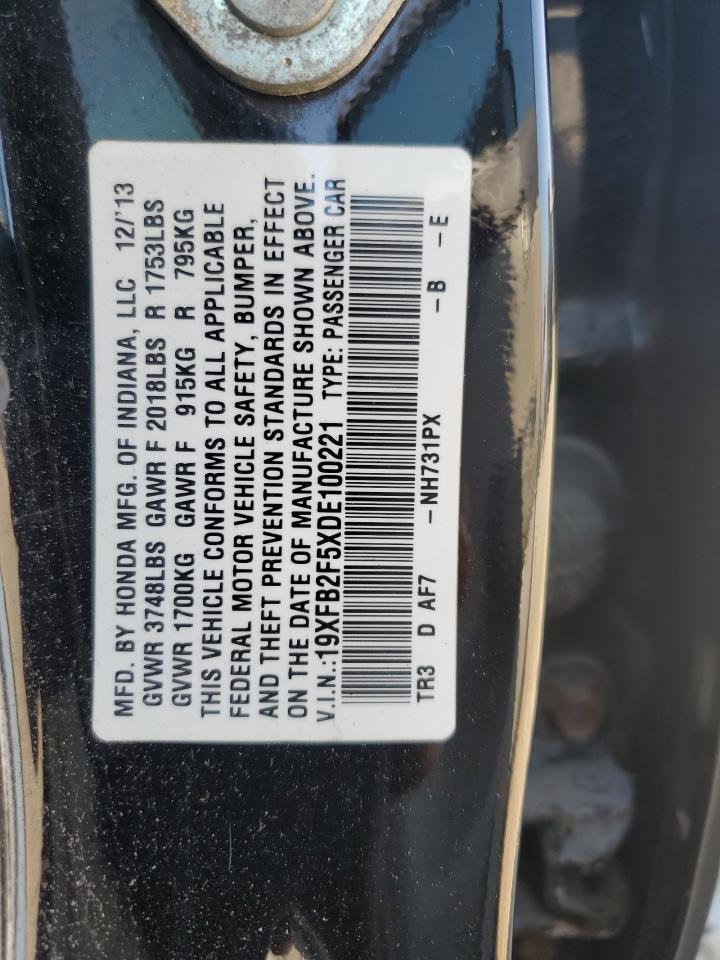 MFD. BY HONDA MFG. OF INDIANA, LLC 12/'13
GVWR 3748LBS GAWR F 2018LBS R 1753LBS
GVWR 1700KG GAWR F 915KG R 795KG
THIS VEHICLE CONFORMS TO ALL APPLICABLE
FEDERAL MOTOR VEHICLE SAFETY, BUMPER,
AND THEFT PREVENTION STANDARDS IN EFFECT
ON THE DATE OF MANUFACTURE SHOWN ABOVE.
V.I.N.:19XFB2F5XDE100221 TYPE: PASSENGER CAR
TR3 D AF7 -NH731PX -B -E